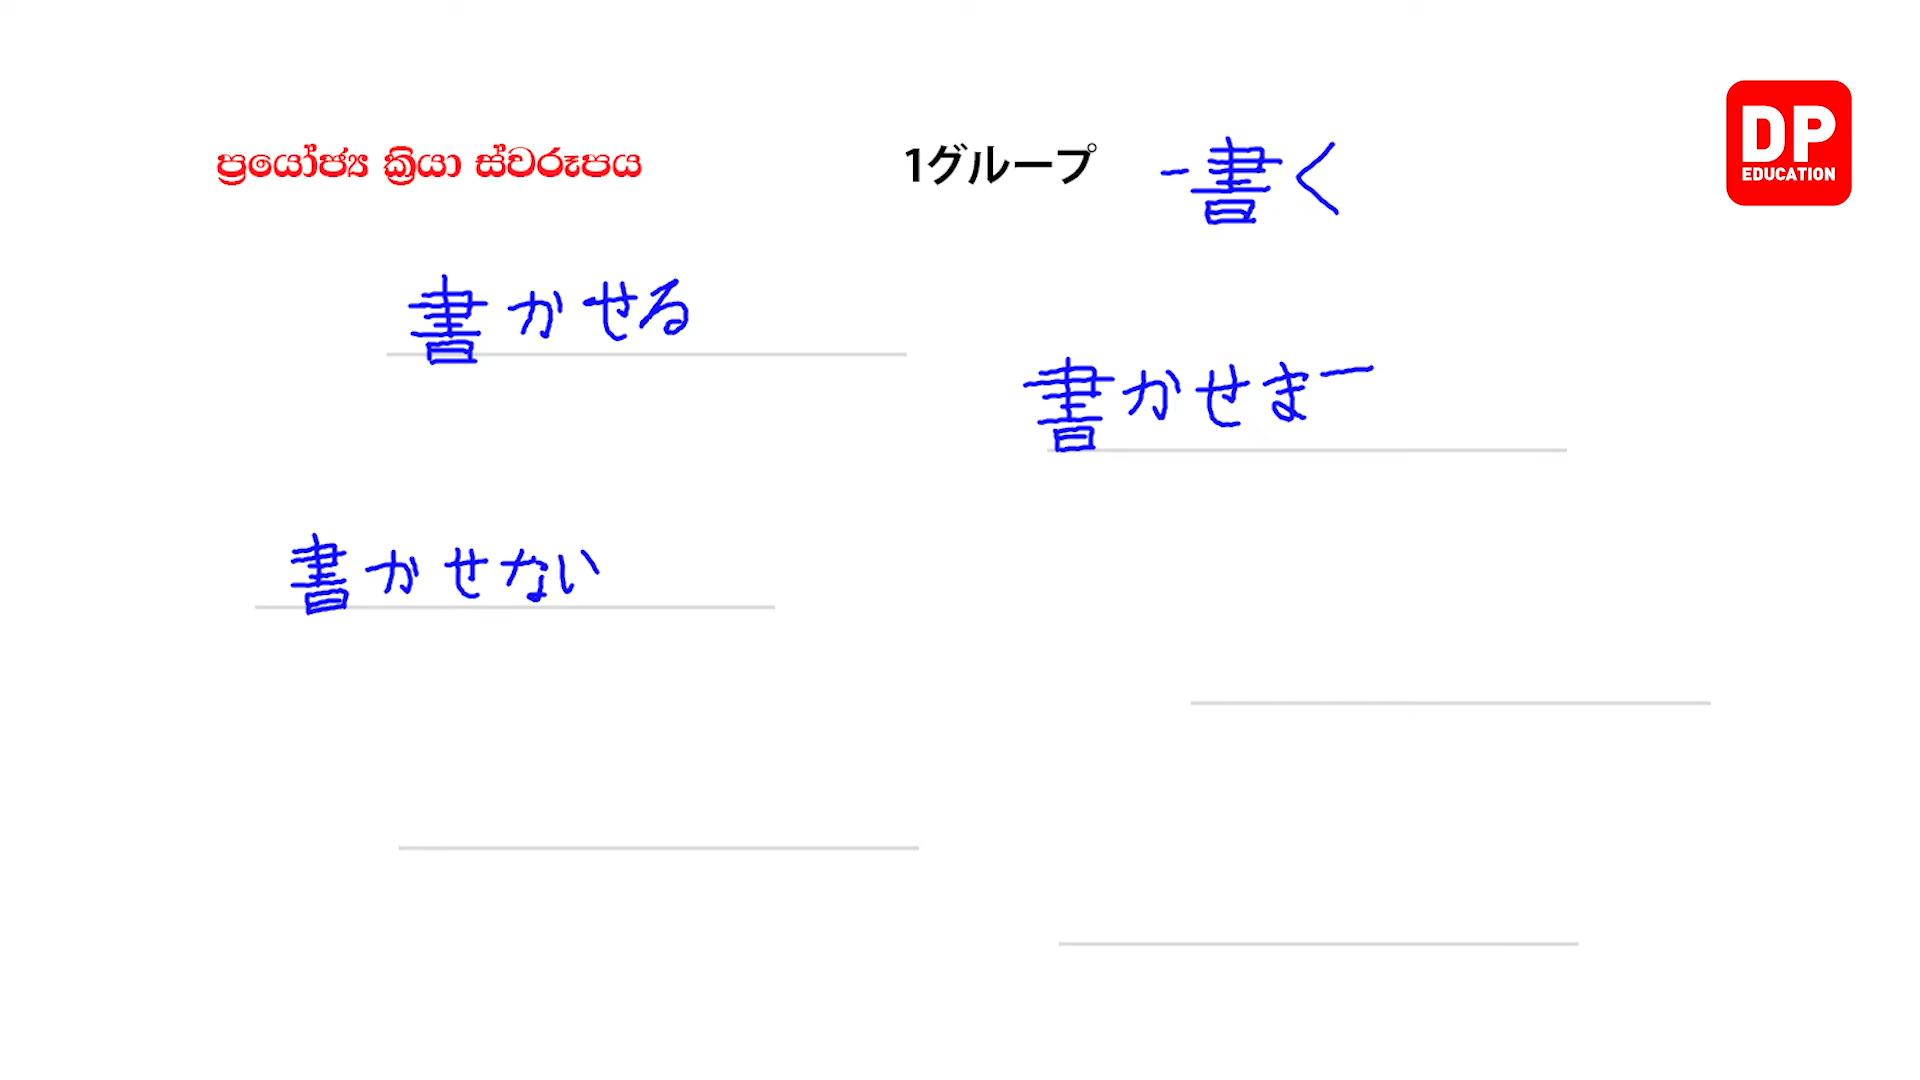 ප්‍රයෝජ්‍ය ක්‍රියා ස්වරූපය
1グループ -書く
DP
EDUCATION
書かせる
書かせまー
書かせない